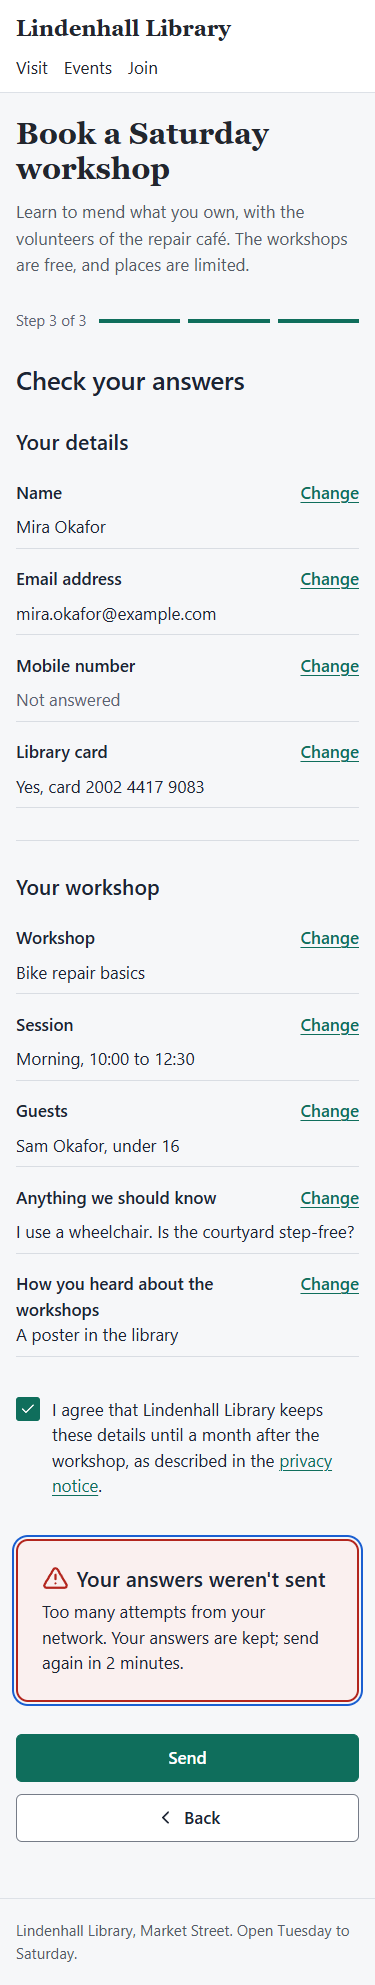 Lindenhall Library
Visit Events Join
Book a Saturday
workshop
Learn to mend what you own, with the
volunteers of the repair café. The workshops
are free, and places are limited.
Step 3 of 3
Check your answers
Your details
Name Change
Mira Okafor
Email address Change
mira.okafor@example.com
Mobile number Change
Not answered
Library card Change
Yes, card 2002 4417 9083
Your workshop
Workshop Change
Bike repair basics
Session Change
Morning, 10:00 to 12:30
Guests Change
Sam Okafor, under 16
Anything we should know Change
I use a wheelchair. Is the courtyard step-free?
How you heard about the Change
workshops
A poster in the library
I agree that Lindenhall Library keeps
these details until a month after the
workshop, as described in the privacy
notice.
Your answers weren't sent
Too many attempts from your
network. Your answers are kept; send
again in 2 minutes.
Send
Back
Lindenhall Library, Market Street. Open Tuesday to
Saturday.